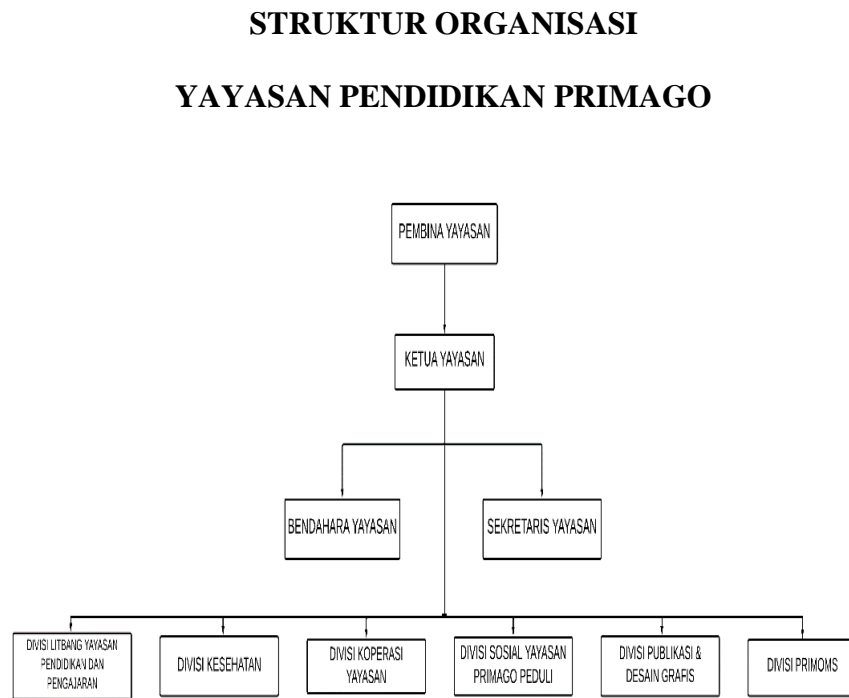 STRUKTUR ORGANISASI
YAYASAN PENDIDIKAN PRIMAGO
PEMBINA YAYASAN
KETUA YAYASAN
BENDAHARA YAYASAN
SEKRETARIS YAYASAN
DIVISI LITBANG YAYASAN
PENDIDIKAN DAN
PENGAJARAN
DIVISI KESEHATAN
DIVISI KOPERASI
YAYASAN
DIVISI SOSIAL YAYASAN
PRIMAGO PEDULI
DIVISI PUBLIKASI &
DESAIN GRAFIS
DIVISI PRIMOMS